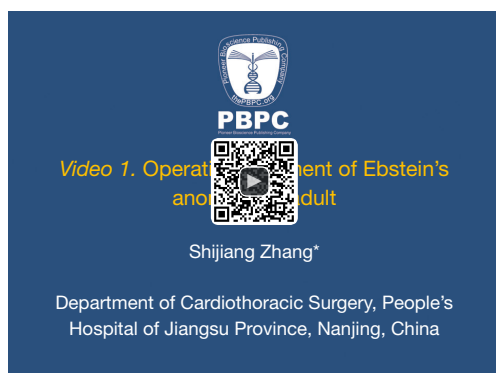 Pioneer Bioscience Publishing Company
thePBPC.org
PBPC
Pioneer Bioscience Publishing Company
Video 1. Operati ment of Ebstein's
ano adult
Shijiang Zhang*
Department of Cardiothoracic Surgery, People's
Hospital of Jiangsu Province, Nanjing, China